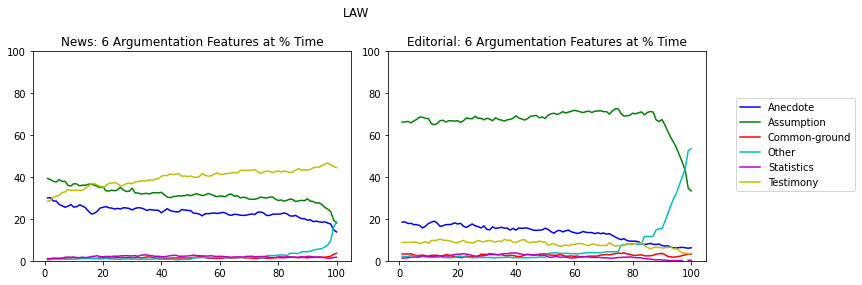 LAW
News: 6 Argumentation Features at % Time
Editorial: 6 Argumentation Features at % Time
100
80
60
40
20
0
0
20
40
60
80
100
100
80
60
40
20
0
0
20
40
60
80
100
Anecdote
Assumption
Common-ground
Other
Statistics
Testimony